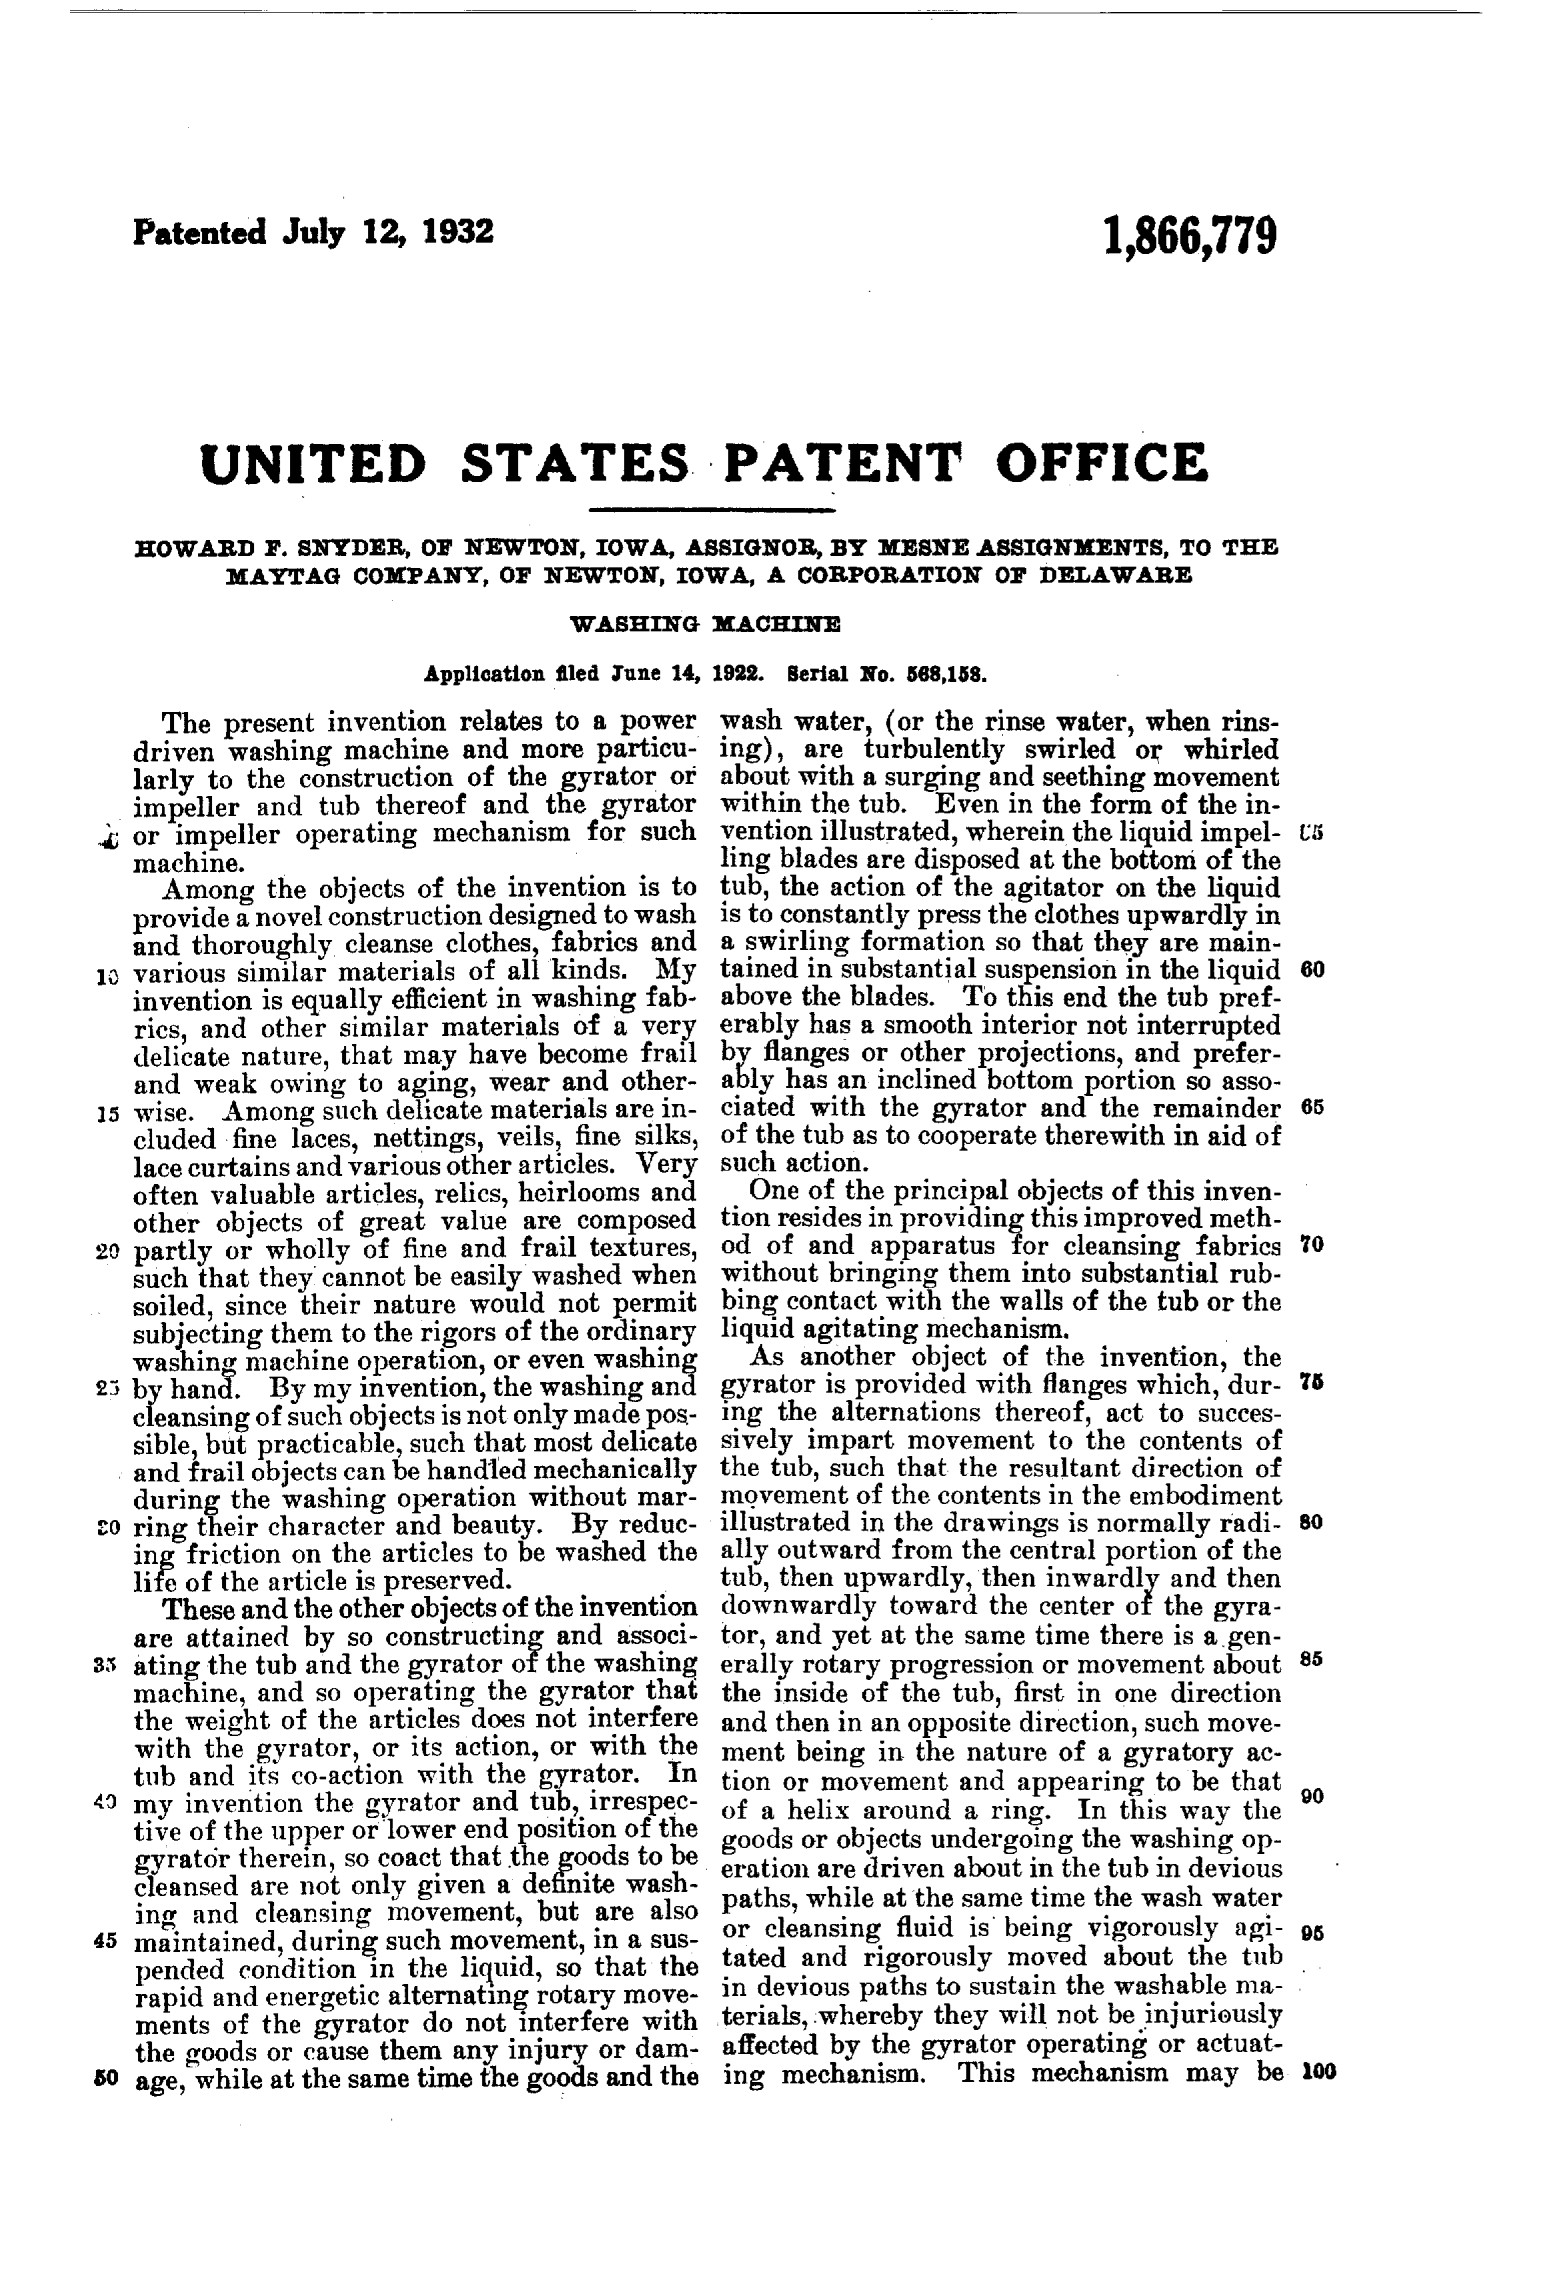 Patented July 12, 1932
1,866,779
UNITED STATES PATENT OFFICE
HOWARD F. SNYDER, OF NEWTON, IOWA, ASSIGNOR, BY MESNE ASSIGNMENTS, TO THE
MAYTAG COMPANY, OF NEWTON, IOWA, A CORPORATION OF DELAWARE
WASHING MACHINE
Application filed June 14, 1922. Serial No. 568,158.
The present invention relates to a power
driven washing machine and more particu-
larly to the construction of the gyrator or
impeller and tub thereof and the gyrator
or impeller operating mechanism for such
machine.
Among the objects of the invention is to
provide a novel construction designed to wash
and thoroughly cleanse clothes, fabrics and
10 various similar materials of all kinds. My
invention is equally efficient in washing fab-
rics, and other similar materials of a very
delicate nature, that may have become frail
and weak owing to aging, wear and other-
15 wise. Among such delicate materials are in-
cluded fine laces, nettings, veils, fine silks,
lace curtains and various other articles. Very
often valuable articles, relics, heirlooms and
other objects of great value are composed
20 partly or wholly of fine and frail textures,
such that they cannot be easily washed when
soiled, since their nature would not permit
subjecting them to the rigors of the ordinary
washing machine operation, or even washing
25 by hand. By my invention, the washing and
cleansing of such objects is not only made pos-
sible, but practicable, such that most delicate
and frail objects can be handled mechanically
during the washing operation without mar-
30 ring their character and beauty. By reduc-
ing friction on the articles to be washed the
life of the article is preserved.
These and the other objects of the invention
are attained by so constructing and associ-
35 ating the tub and the gyrator of the washing
machine, and so operating the gyrator that
the weight of the articles does not interfere
with the gyrator, or its action, or with the
tub and its co-action with the gyrator. In
40 my invention the gyrator and tub, irrespec-
tive of the upper or lower end position of the
gyrator therein, so coact that the goods to be
cleansed are not only given a definite wash-
ing and cleansing movement, but are also
45 maintained, during such movement, in a sus-
pended condition in the liquid, so that the
rapid and energetic alternating rotary move-
ments of the gyrator do not interfere with
the goods or cause them any injury or dam-
50 age, while at the same time the goods and the
wash water, (or the rinse water, when rins-
ing), are turbulently swirled or whirled
about with a surging and seething movement
within the tub. Even in the form of the in-
vention illustrated, wherein the liquid impel- 55
ling blades are disposed at the bottom of the
tub, the action of the agitator on the liquid
is to constantly press the clothes upwardly in
a swirling formation so that they are main-
tained in substantial suspension in the liquid 60
above the blades. To this end the tub pref-
erably has a smooth interior not interrupted
by flanges or other projections, and prefer-
ably has an inclined bottom portion so asso-
ciated with the gyrator and the remainder 65
of the tub as to cooperate therewith in aid of
such action.
One of the principal objects of this inven-
tion resides in providing this improved meth-
od of and apparatus for cleansing fabrics 70
without bringing them into substantial rub-
bing contact with the walls of the tub or the
liquid agitating mechanism.
As another object of the invention, the
gyrator is provided with flanges which, dur- 75
ing the alternations thereof, act to succes-
sively impart movement to the contents of
the tub, such that the resultant direction of
movement of the contents in the embodiment
illustrated in the drawings is normally radi- 80
ally outward from the central portion of the
tub, then upwardly, then inwardly and then
downwardly toward the center of the gyra-
tor, and yet at the same time there is a gen-
erally rotary progression or movement about 85
the inside of the tub, first in one direction
and then in an opposite direction, such move-
ment being in the nature of a gyratory ac-
tion or movement and appearing to be that
of a helix around a ring. In this way the 90
goods or objects undergoing the washing op-
eration are driven about in the tub in devious
paths, while at the same time the wash water
or cleansing fluid is being vigorously agi- 95
tated and rigorously moved about the tub
in devious paths to sustain the washable ma-
terials, whereby they will not be injuriously
affected by the gyrator operating or actuat-
ing mechanism. This mechanism may be 100